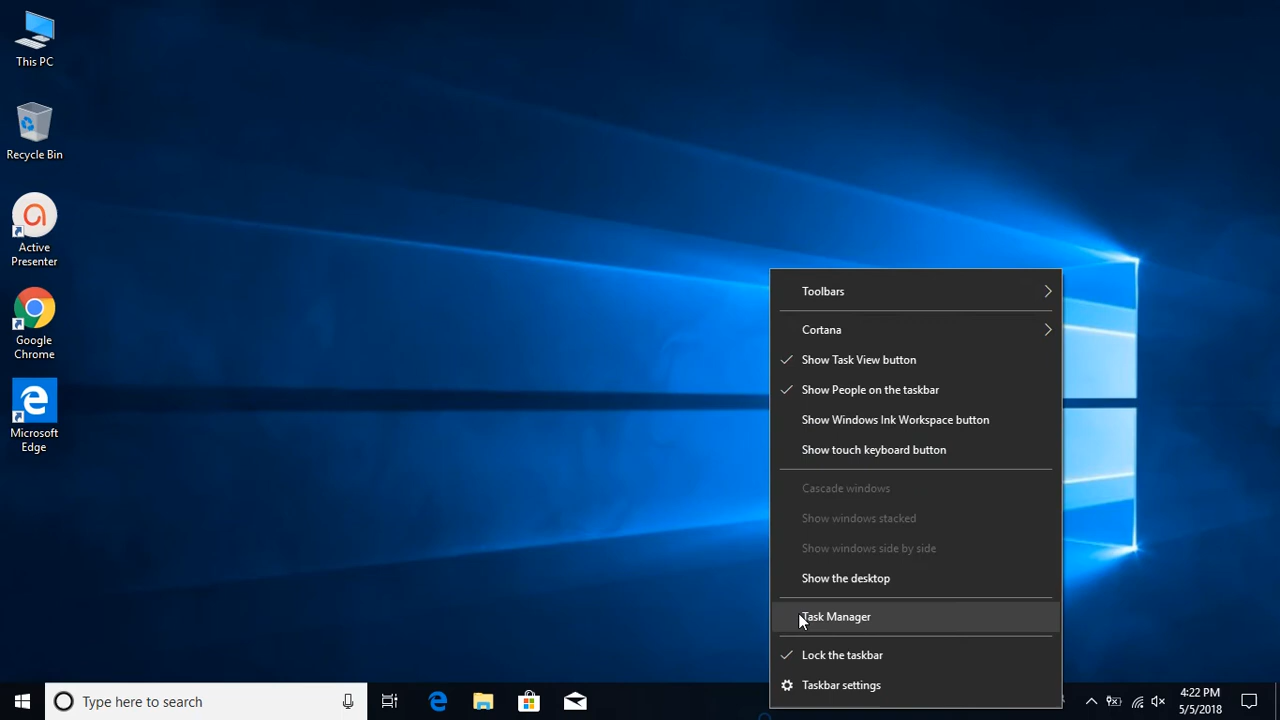 This PC
Recycle Bin
Active
Presenter
Google
Chrome
Microsoft
Edge
Toolbars
Cortana
Show Task View button
Show People on the taskbar
Show Windows Ink Workspace button
Show touch keyboard button
Cascade windows
Show windows stacked
Show windows side by side
Show the desktop
Task Manager
Lock the taskbar
Taskbar settings
Type here to search
4:22 PM
5/5/2018